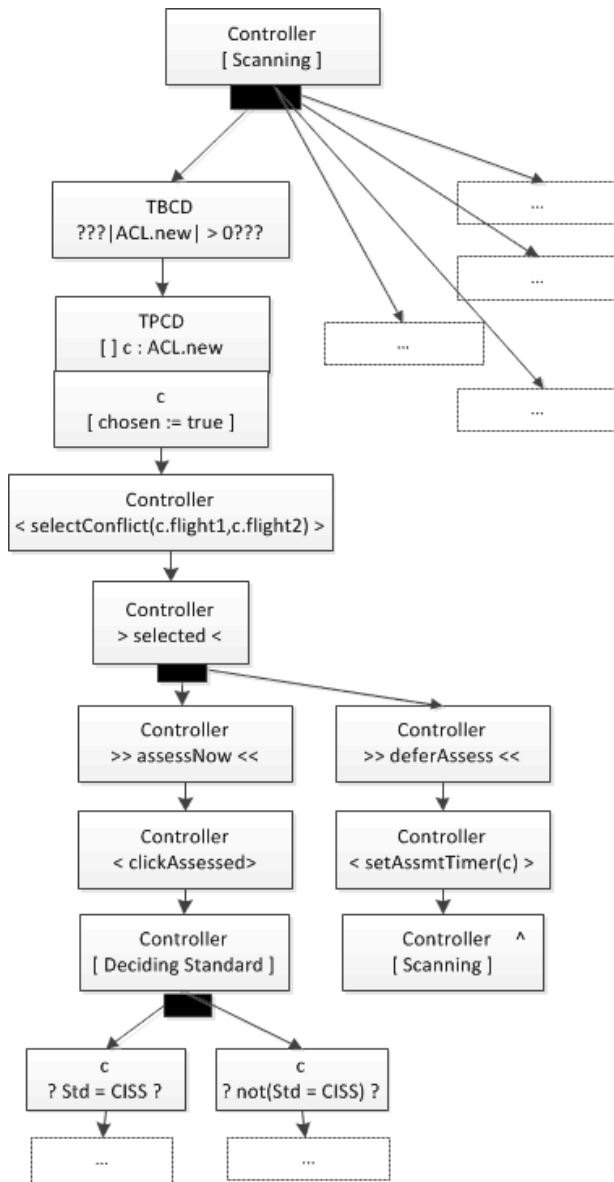 Controller
[ Scanning ]
TBCD
???|ACL.new| > 0???
...
...
TPCD
[ ] c : ACL.new
...
...
c
[ chosen := true ]
Controller
< selectConflict(c.flight1,c.flight2) >
Controller
> selected <
Controller
>> assessNow <<
Controller
>> deferAssess <<
Controller
< clickAssessed>
Controller
< setAssmtTimer(c) >
Controller
[ Deciding Standard ]
Controller ^
[ Scanning ]
c
? Std = CISS ?
c
? not(Std = CISS) ?
...
...